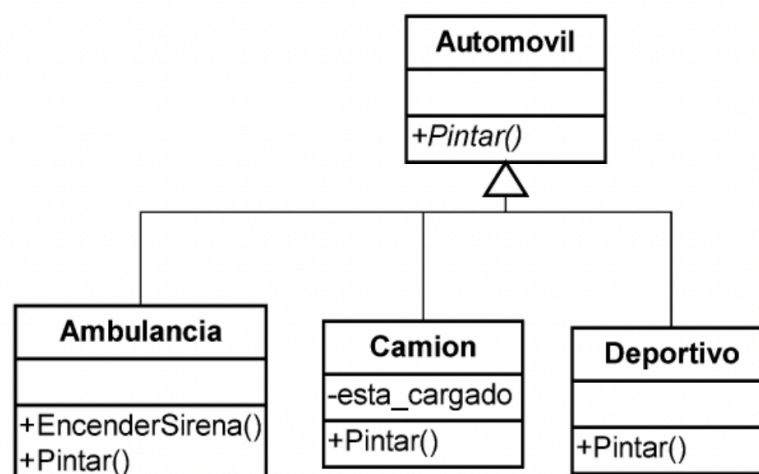 Automovil
+Pintar()
Ambulancia
+EncenderSirena()
+Pintar()
Camion
-esta_cargado
+Pintar()
Deportivo
+Pintar()